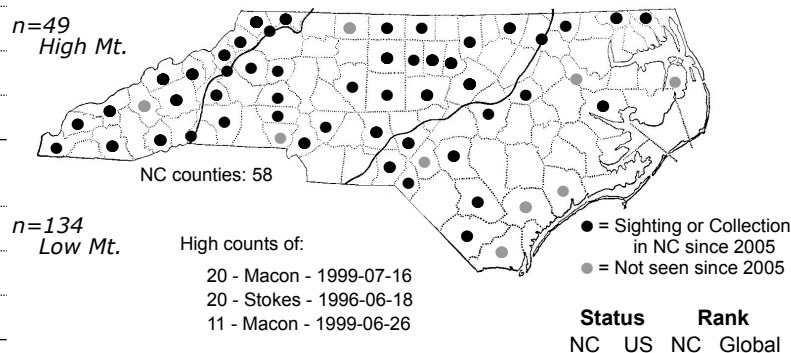 n=49
High Mt.
NC counties: 58
n=134
Low Mt.
High counts of:
20 - Macon - 1999-07-16
20 - Stokes - 1996-06-18
11 - Macon - 1999-06-26
= Sighting or Collection
in NC since 2005
= Not seen since 2005
Status Rank
NC US NC Global